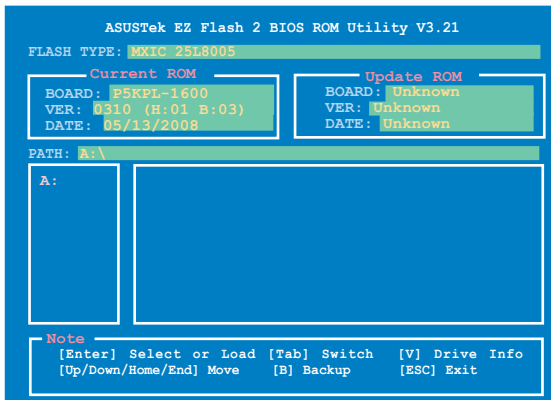 ASUSTek EZ Flash 2 BIOS ROM Utility V3.21
FLASH TYPE: MXIC 25L8005
Current ROM
BOARD: P5KPL-1600
VER: 0310 (H:01 B:03)
DATE: 05/13/2008
Update ROM
BOARD: Unknown
VER: Unknown
DATE: Unknown
PATH: A:\
A:
Note
[Enter] Select or Load [Tab] Switch [V] Drive Info
[Up/Down/Home/End] Move [B] Backup [ESC] Exit